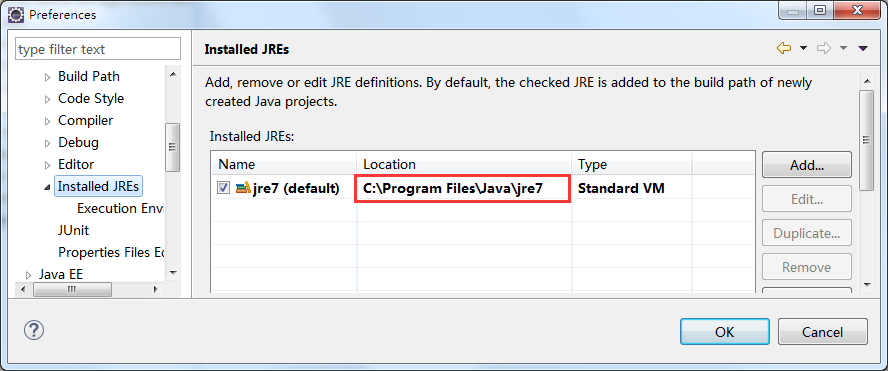 Preferences
type filter text
Build Path
Code Style
Compiler
Debug
Editor
Installed JREs
Execution Envi
JUnit
Properties Files Ed
Java EE
Installed JREs
Add, remove or edit JRE definitions. By default, the checked JRE is added to the build path of newly
created Java projects.
Installed JREs:
Name Location Type
jre7 (default) C:\Program Files\Java\jre7 Standard VM
Add...
Edit...
Duplicate...
Remove
OK Cancel